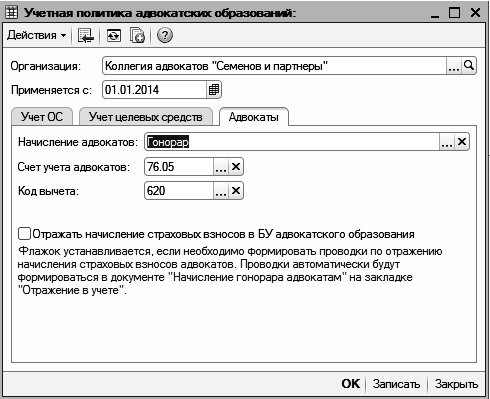 Учетная политика адвокатских образований:
Действия
Организация: Коллегия адвокатов "Семенов и партнеры"
Применяется с: 01.01.2014
Учет ОС Учет целевых средств Адвокаты
Начисление адвокатов: Гонорар
Счет учета адвокатов: 76.05
Код вычета: 620
Отражать начисление страховых взносов в БУ адвокатского образования
Флажок устанавливается, если необходимо формировать проводки по отражению
начисления страховых взносов адвокатов. Проводки автоматически будут
формироваться в документе "Начисление гонорара адвокатам" на закладке
"Отражение в учете".
OK Записать Закрыть